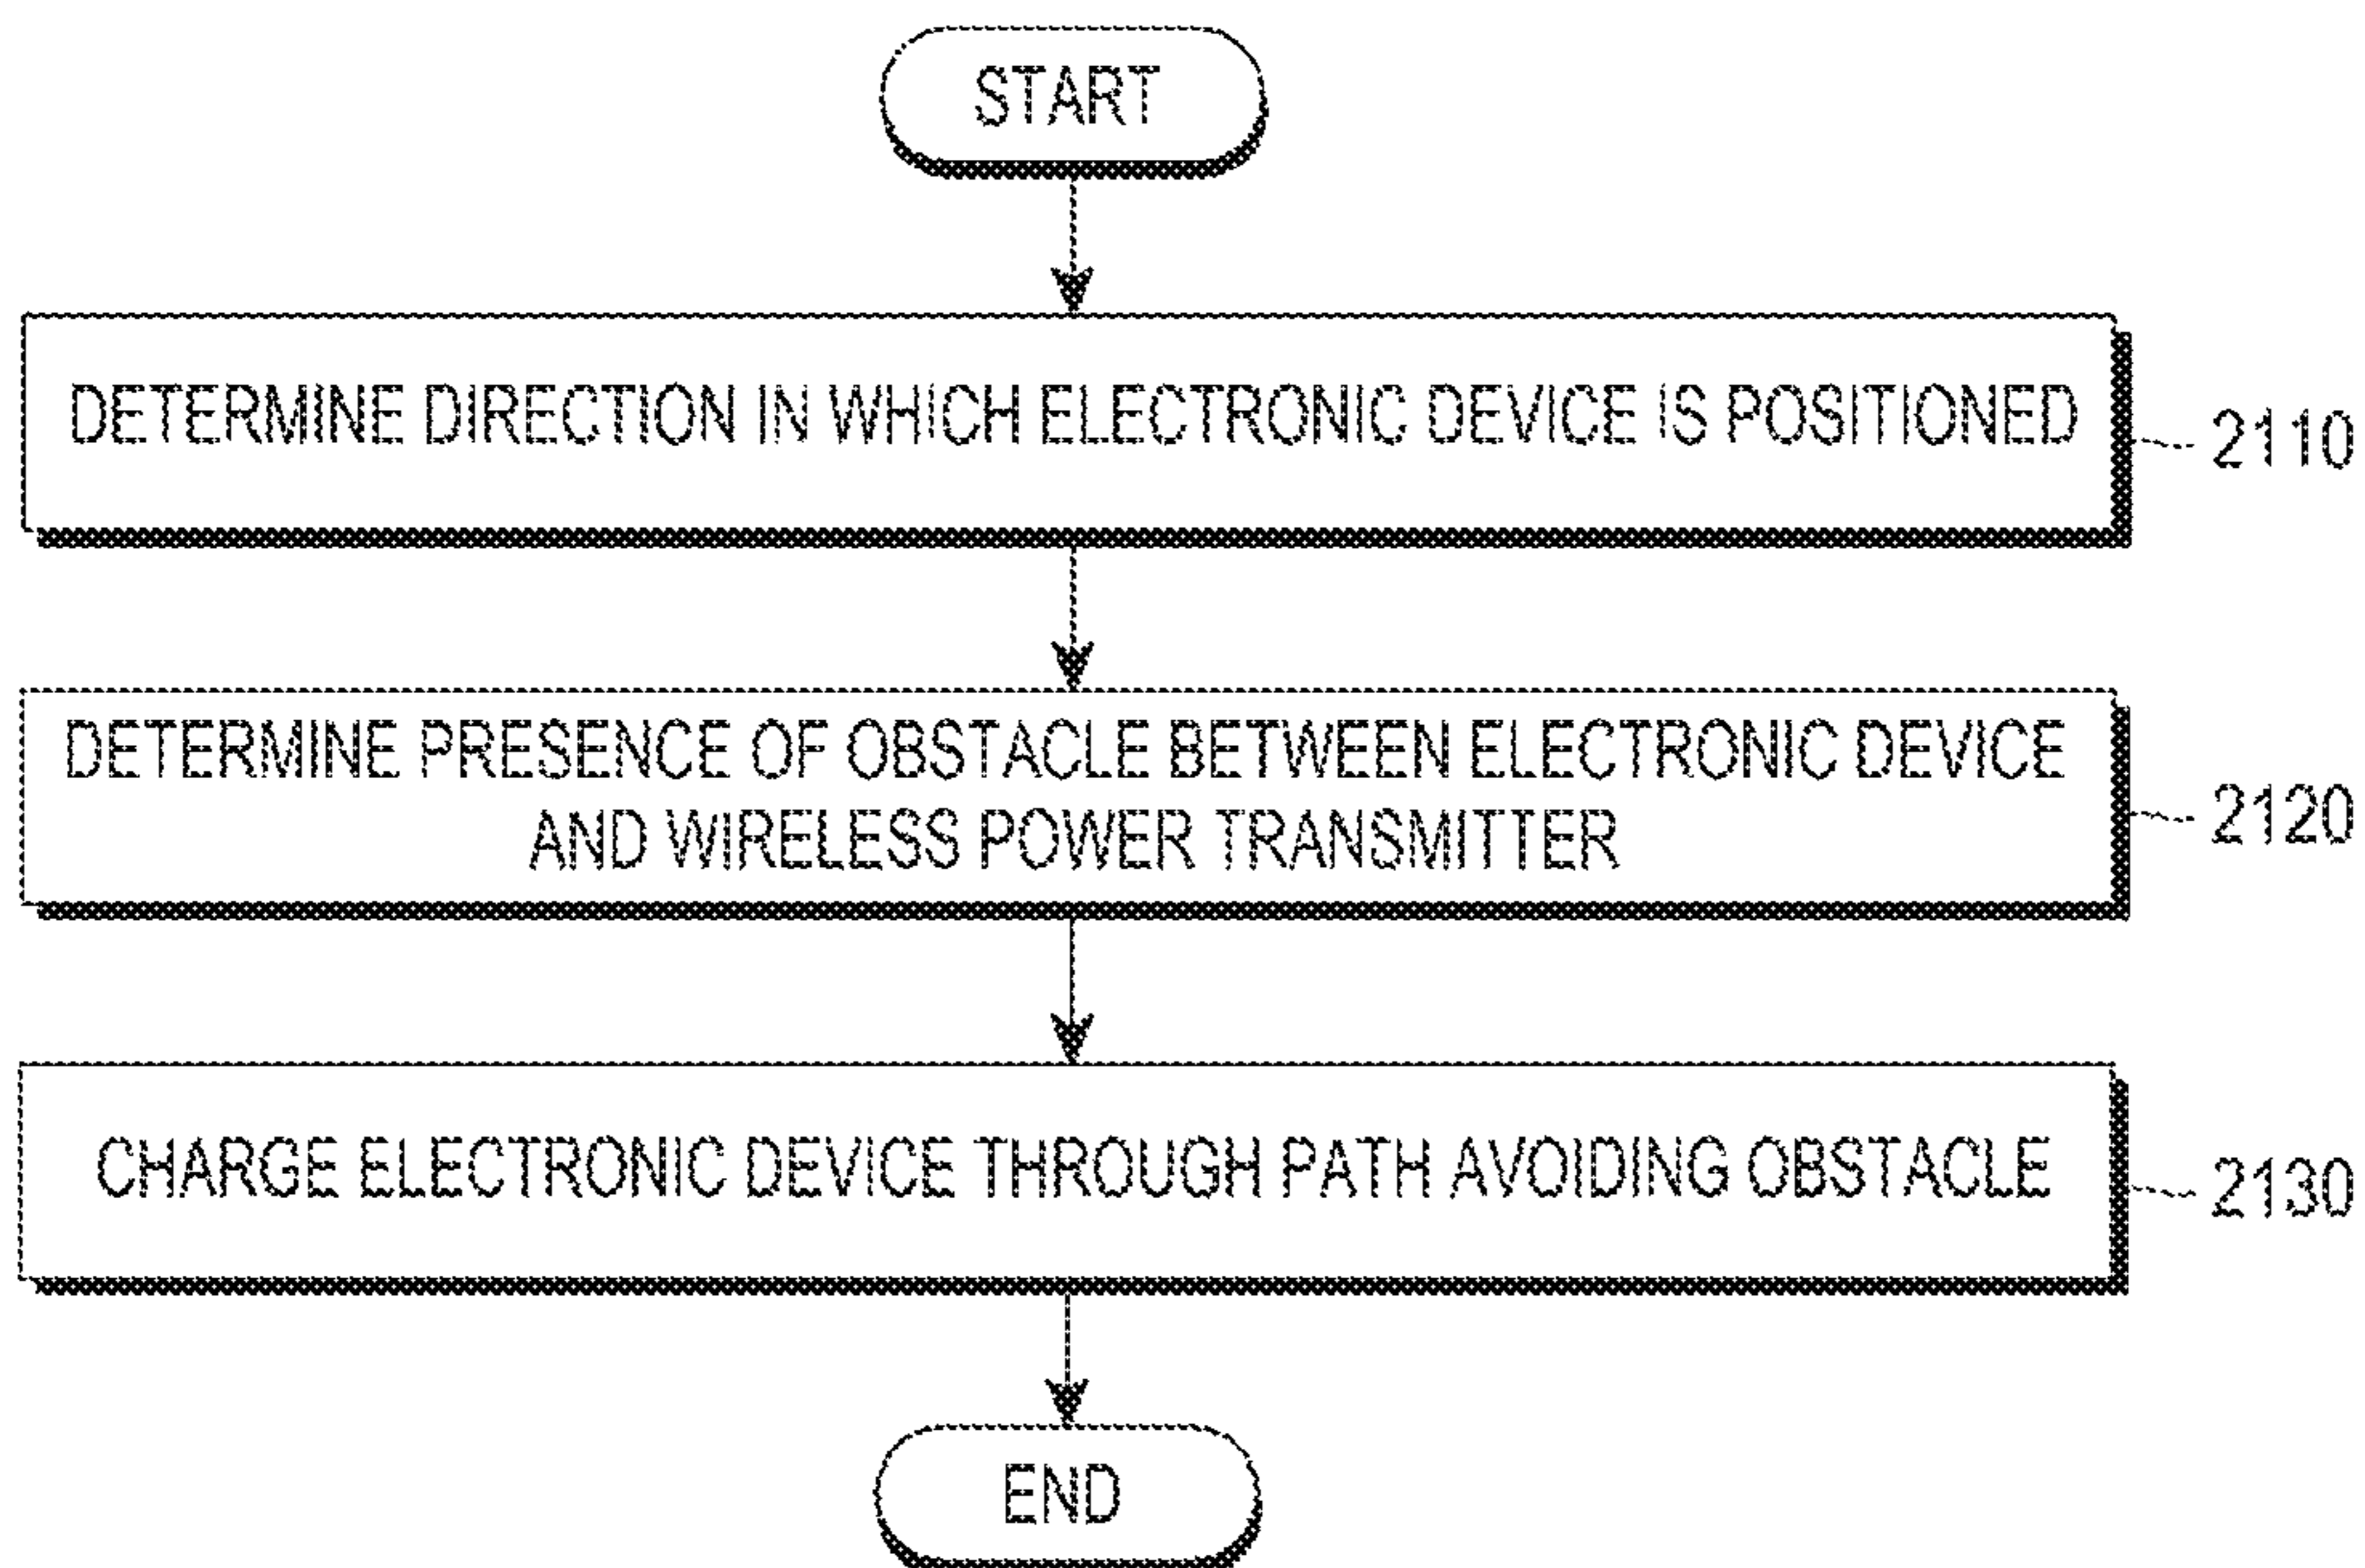 START
DETERMINE DIRECTION IN WHICH ELECTRONIC DEVICE IS POSITIONED
2110
DETERMINE PRESENCE OF OBSTACLE BETWEEN ELECTRONIC DEVICE
AND WIRELESS POWER TRANSMITTER
2120
CHARGE ELECTRONIC DEVICE THROUGH PATH AVOIDING OBSTACLE
2130
END